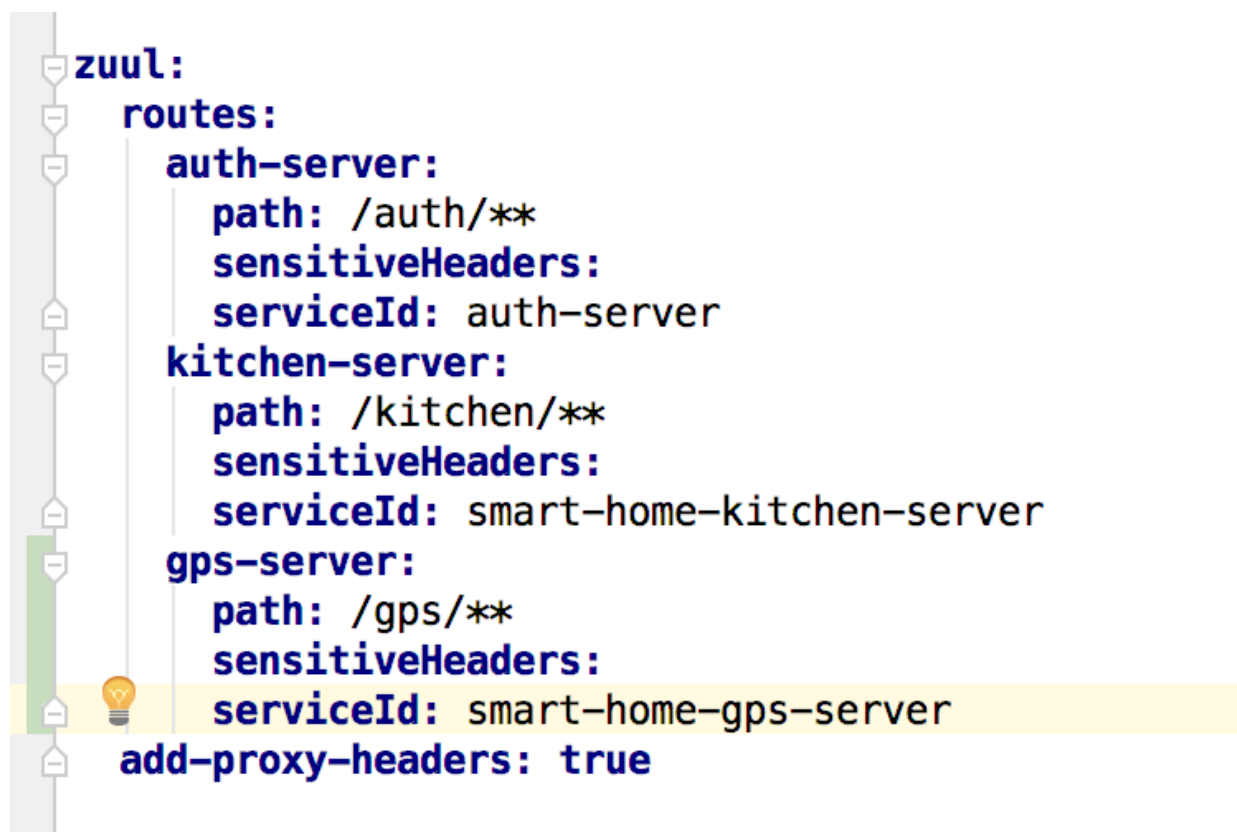 zuul:
  routes:
    auth-server:
      path: /auth/**
      sensitiveHeaders:
      serviceId: auth-server
    kitchen-server:
      path: /kitchen/**
      sensitiveHeaders:
      serviceId: smart-home-kitchen-server
    gps-server:
      path: /gps/**
      sensitiveHeaders:
      serviceId: smart-home-gps-server
  add-proxy-headers: true